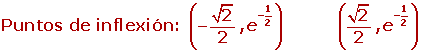 Puntos de inflexión: (-√2/2, e^(-1/2)) (√2/2, e^(-1/2))